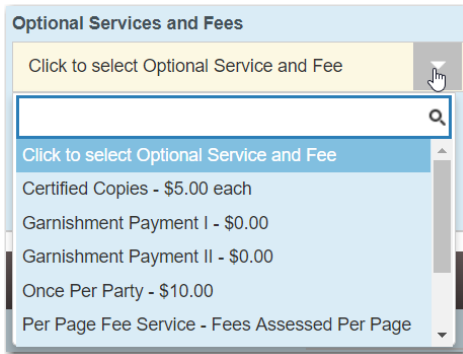 Optional Services and Fees
Click to select Optional Service and Fee
Click to select Optional Service and Fee
Certified Copies - $5.00 each
Garnishment Payment I - $0.00
Garnishment Payment II - $0.00
Once Per Party - $10.00
Per Page Fee Service - Fees Assessed Per Page